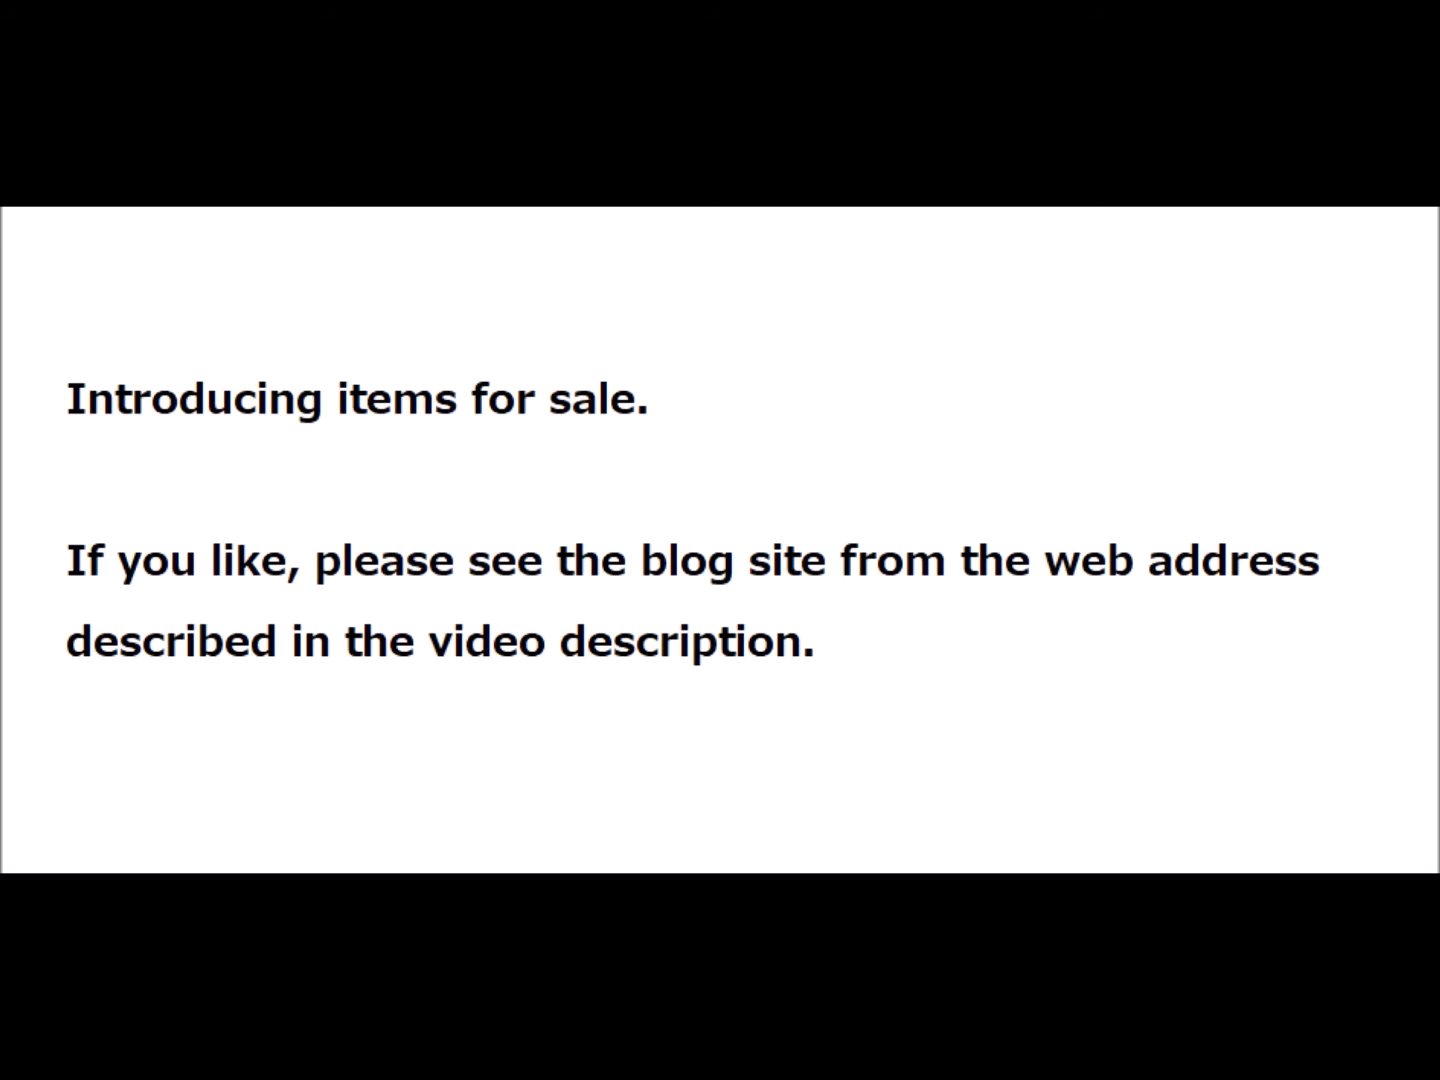 Introducing items for sale.
If you like, please see the blog site from the web address
described in the video description.